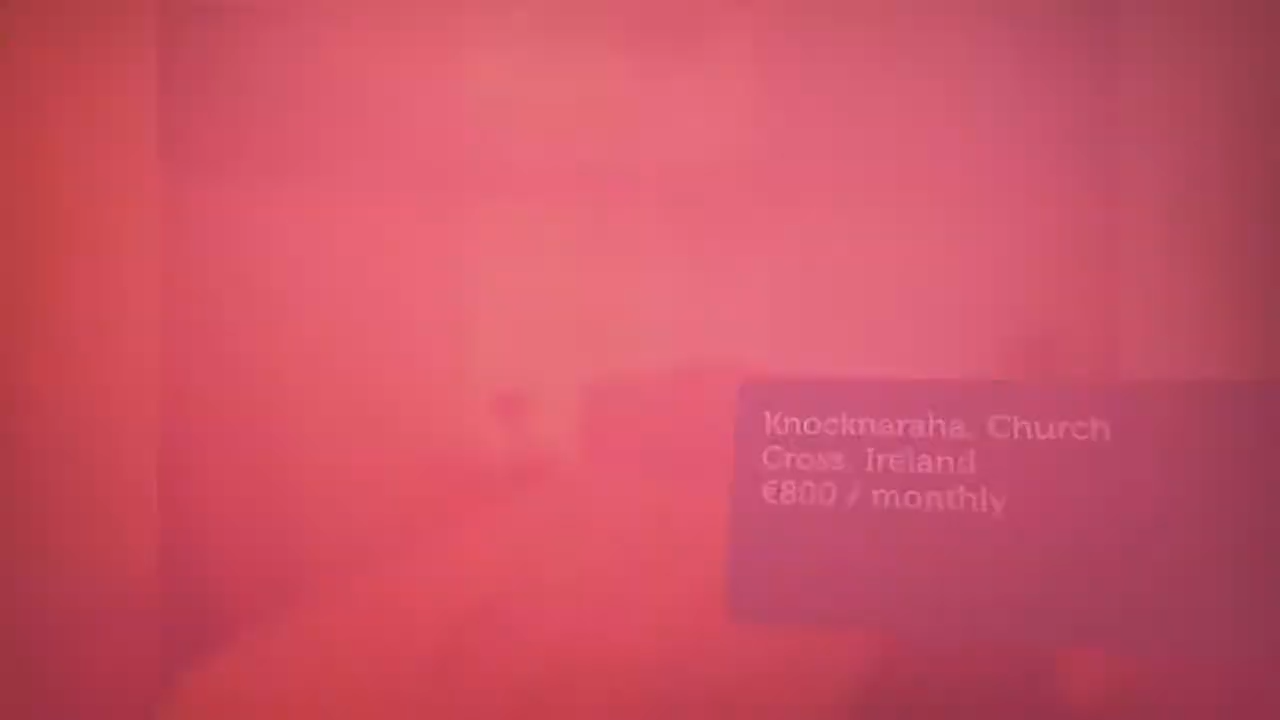 Knocknaraha, Church
Cross, Ireland
€800 / monthly